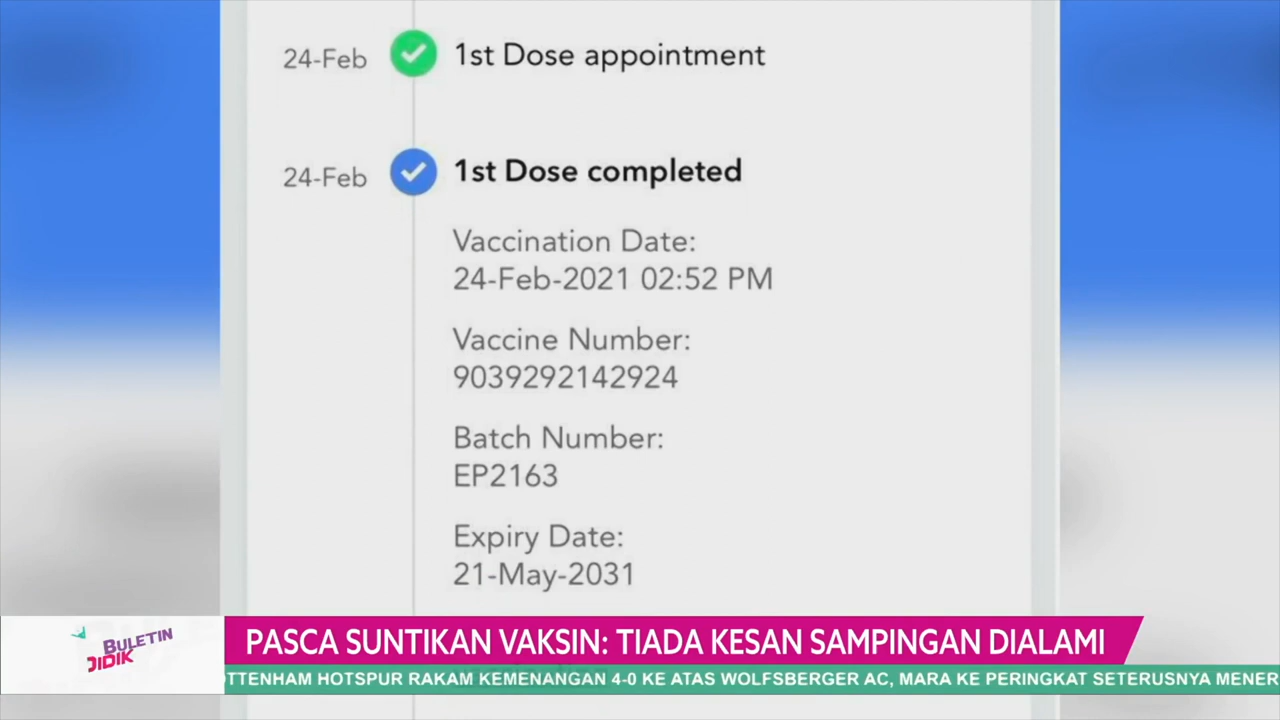 24-Feb 1st Dose appointment
24-Feb 1st Dose completed
Vaccination Date:
24-Feb-2021 02:52 PM
Vaccine Number:
9039292142924
Batch Number:
EP2163
Expiry Date:
21-May-2031
BULETIN
DIDIK
PASCA SUNTIKAN VAKSIN: TIADA KESAN SAMPINGAN DIALAMI
OTTENHAM HOTSPUR RAKAM KEMENANGAN 4-0 KE ATAS WOLFSBERGER AC, MARA KE PERINGKAT SETERUSNYA MENER